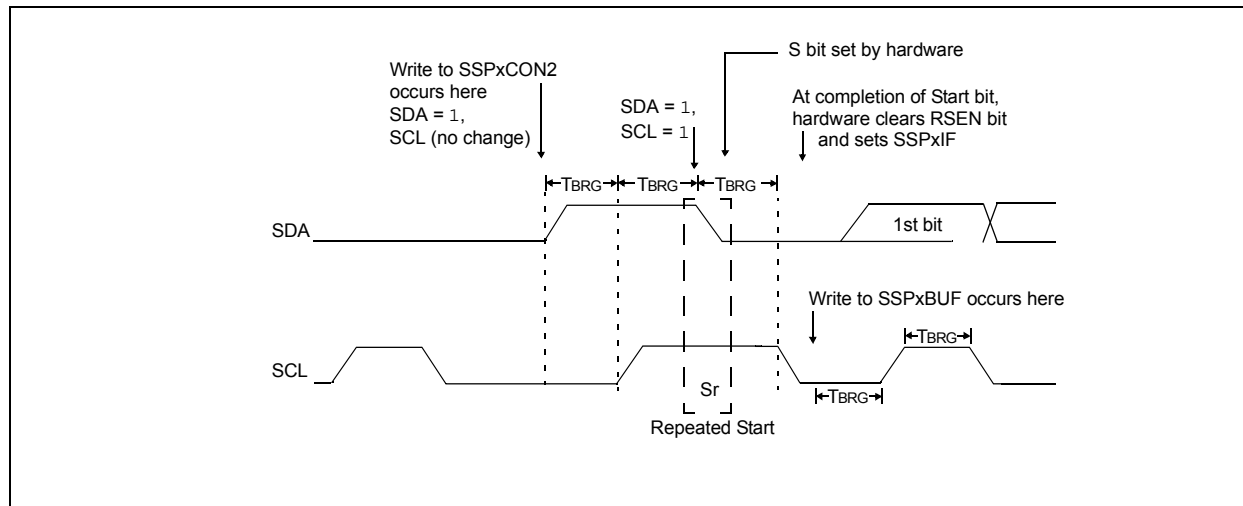 S bit set by hardware
Write to SSPxCON2
occurs here
SDA = 1,
SCL (no change)
SDA = 1,
SCL = 1
At completion of Start bit,
hardware clears RSEN bit
and sets SSPxIF
TBRG TBRG TBRG
SDA
1st bit
Write to SSPxBUF occurs here
TBRG
SCL
Sr
TBRG
Repeated Start